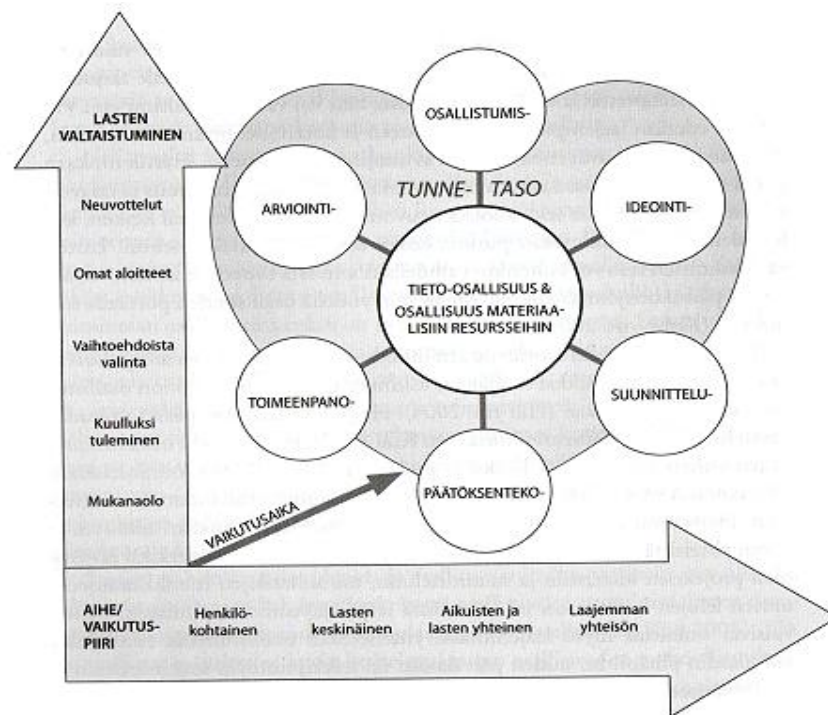 LASTEN
VALTAISTUMINEN
Neuvottelut
Omat aloitteet
Vaihtoehdoista
valinta
Kuulluksi
tuleminen
Mukanaolo
OSALLISTUMIS-
ARVIOINTI-
TUNNE- TASO
IDEOINTI-
TIETO-OSALLISUUS &
OSALLISUUS MATERIAA-
LISIIN RESURSSEIHIN
TOIMEENPANO-
SUUNNITTELU-
PÄÄTÖKSENTEKO-
VAIKUTUSAIKA
AIHE/
VAIKUTUS-
PIIRI
Henkilö-
kohtainen
Lasten
keskinäinen
Aikuisten ja
lasten yhteinen
Laajemman
yhteisön